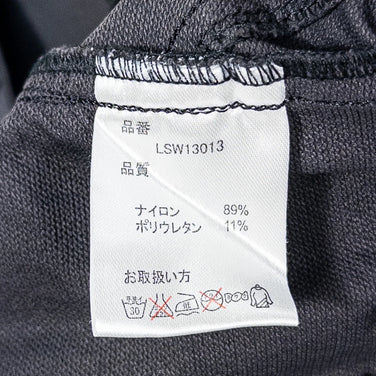 品番
LSW13013
品質
ナイロン 89%
ポリウレタン 11%
お取扱い方
30